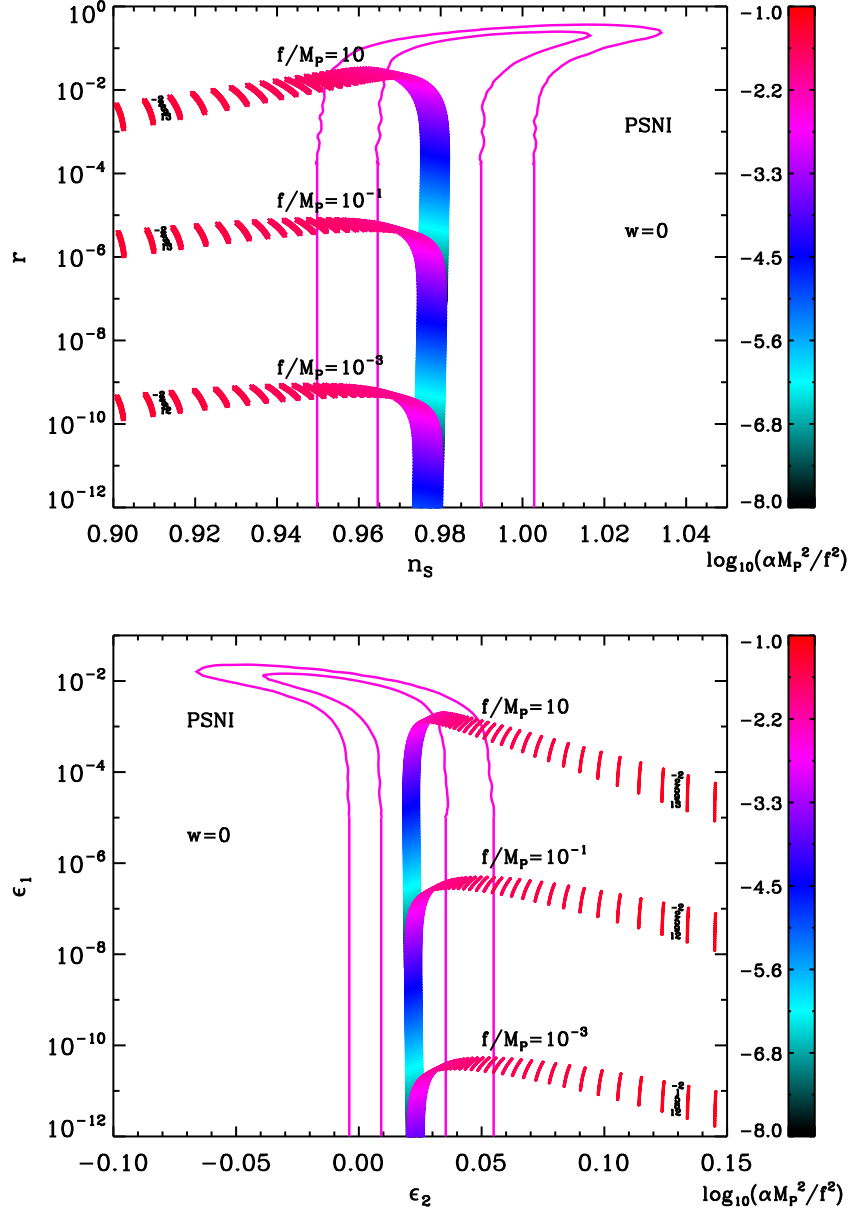 10⁰
10⁻²
10⁻⁴
10⁻⁶
10⁻⁸
10⁻¹⁰
10⁻¹²
r
f/M_P=10
f/M_P=10⁻¹
f/M_P=10⁻³
PSNI
w=0
0.90 0.92 0.94 0.96 0.98 1.00 1.02 1.04
n_S
-1.0
-2.2
-3.3
-4.5
-5.6
-6.8
-8.0
log₁₀(αM_P²/f²)
10⁻²
10⁻⁴
10⁻⁶
10⁻⁸
10⁻¹⁰
10⁻¹²
ε₁
PSNI
w=0
f/M_P=10
f/M_P=10⁻¹
f/M_P=10⁻³
-0.10 -0.05 0.00 0.05 0.10 0.15
ε₂
-1.0
-2.2
-3.3
-4.5
-5.6
-6.8
-8.0
log₁₀(αM_P²/f²)